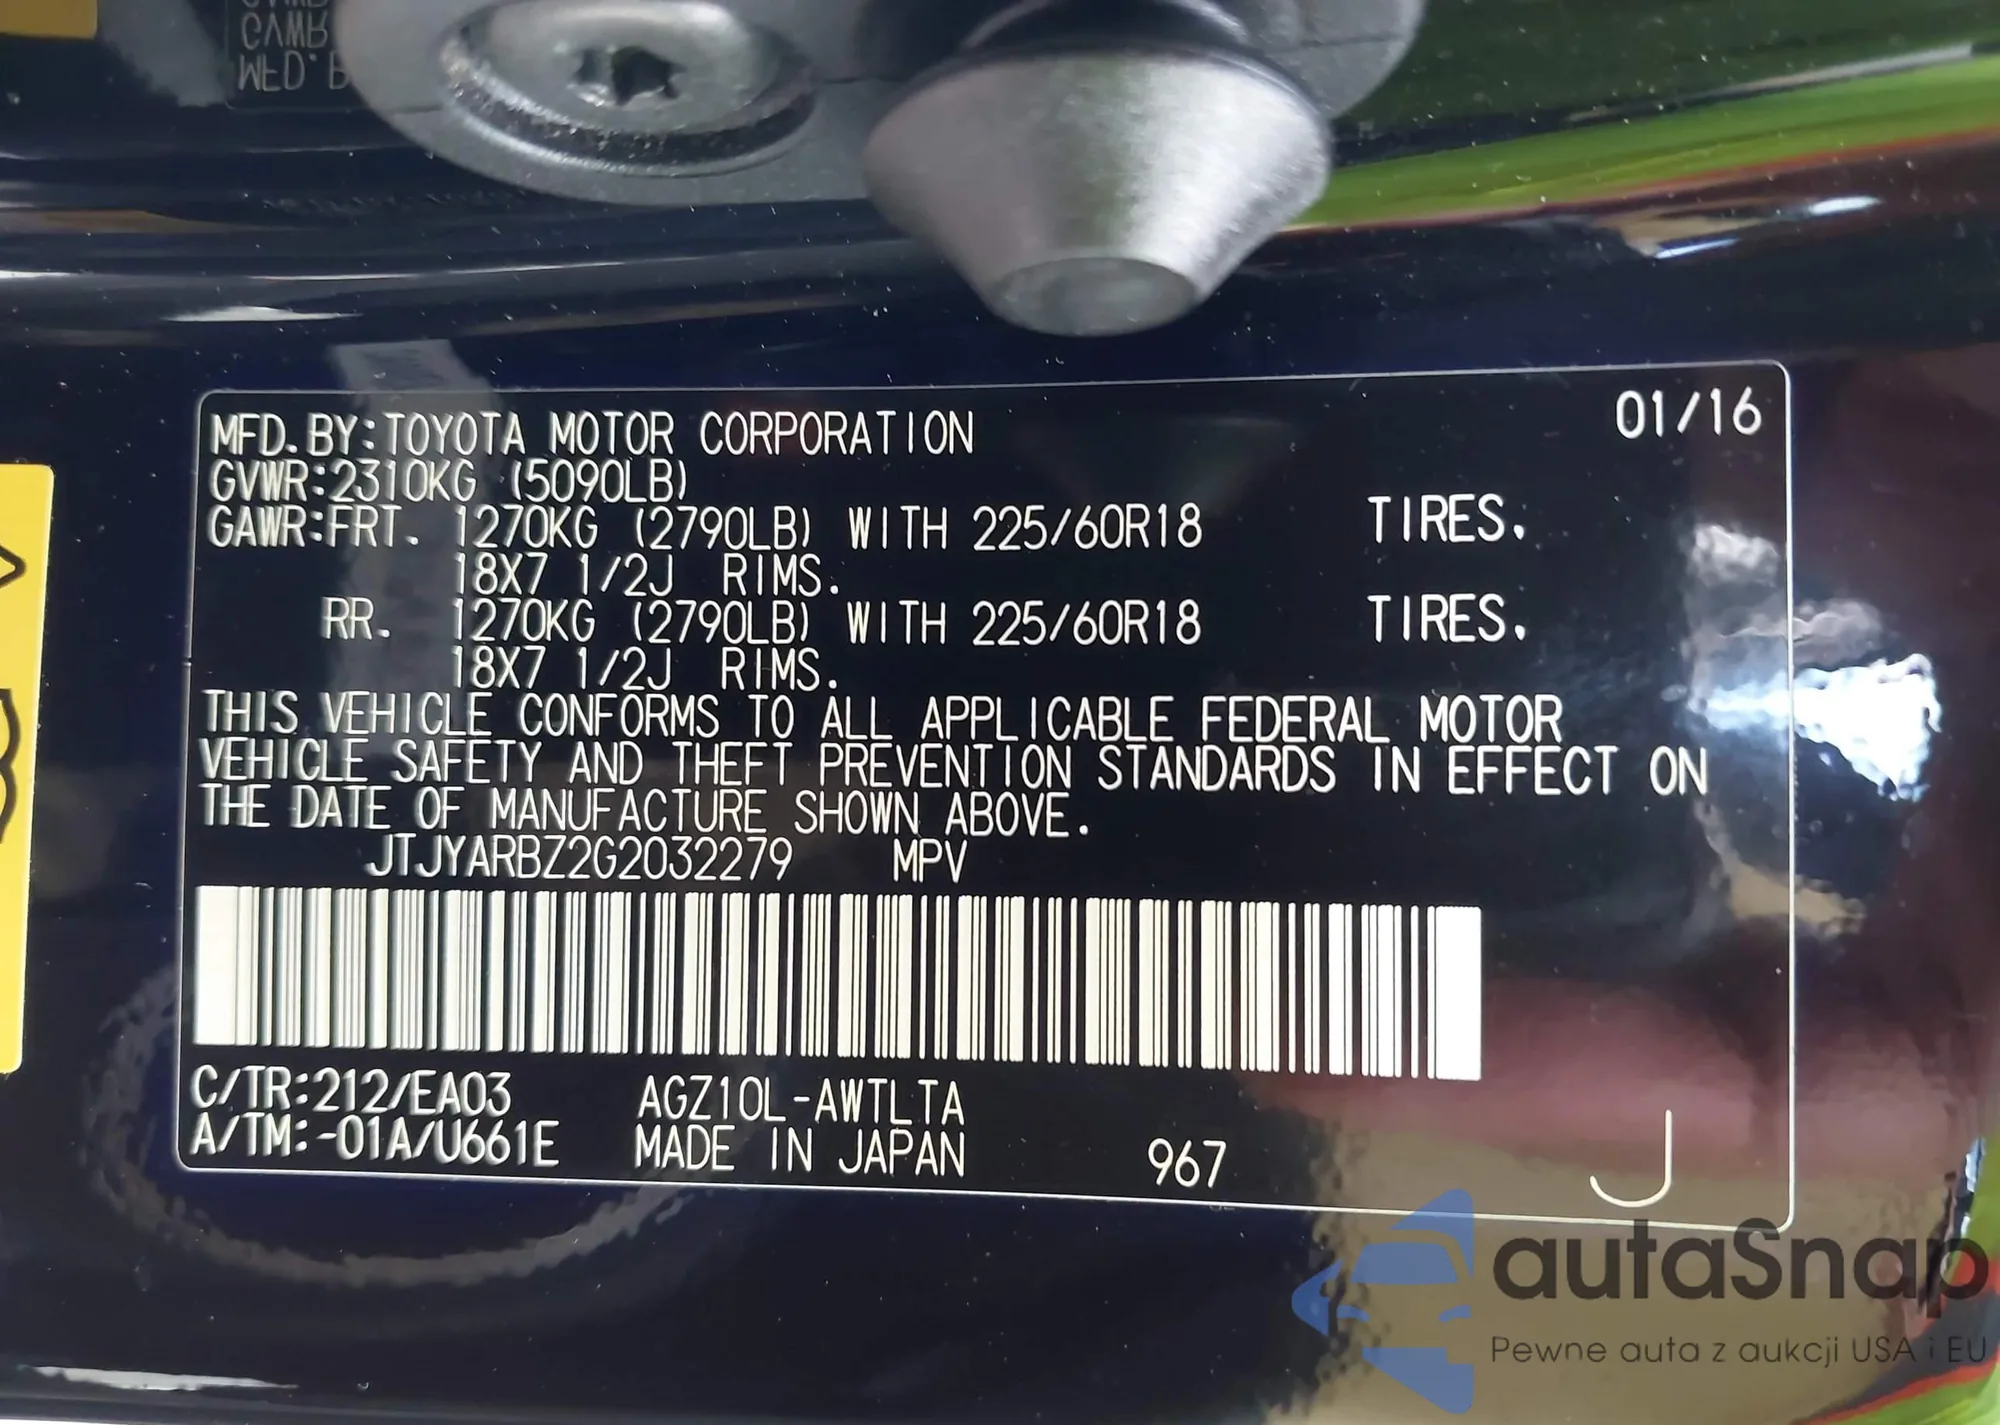 MFD.BY:TOYOTA MOTOR CORPORATION 01/16
GVWR:2310KG (5090LB)
GAWR:FRT. 1270KG (2790LB) WITH 225/60R18 TIRES.
18X7 1/2J RIMS.
RR. 1270KG (2790LB) WITH 225/60R18 TIRES.
18X7 1/2J RIMS.
THIS VEHICLE CONFORMS TO ALL APPLICABLE FEDERAL MOTOR
VEHICLE SAFETY AND THEFT PREVENTION STANDARDS IN EFFECT ON
THE DATE OF MANUFACTURE SHOWN ABOVE.
JTJYARBZ2G2032279 MPV
C/TR:212/EA03 AGZ10L-AWTLTA
A/TM:-01A/U661E MADE IN JAPAN 967 J
autaSnap
Pewne auta z aukcji USA i EU